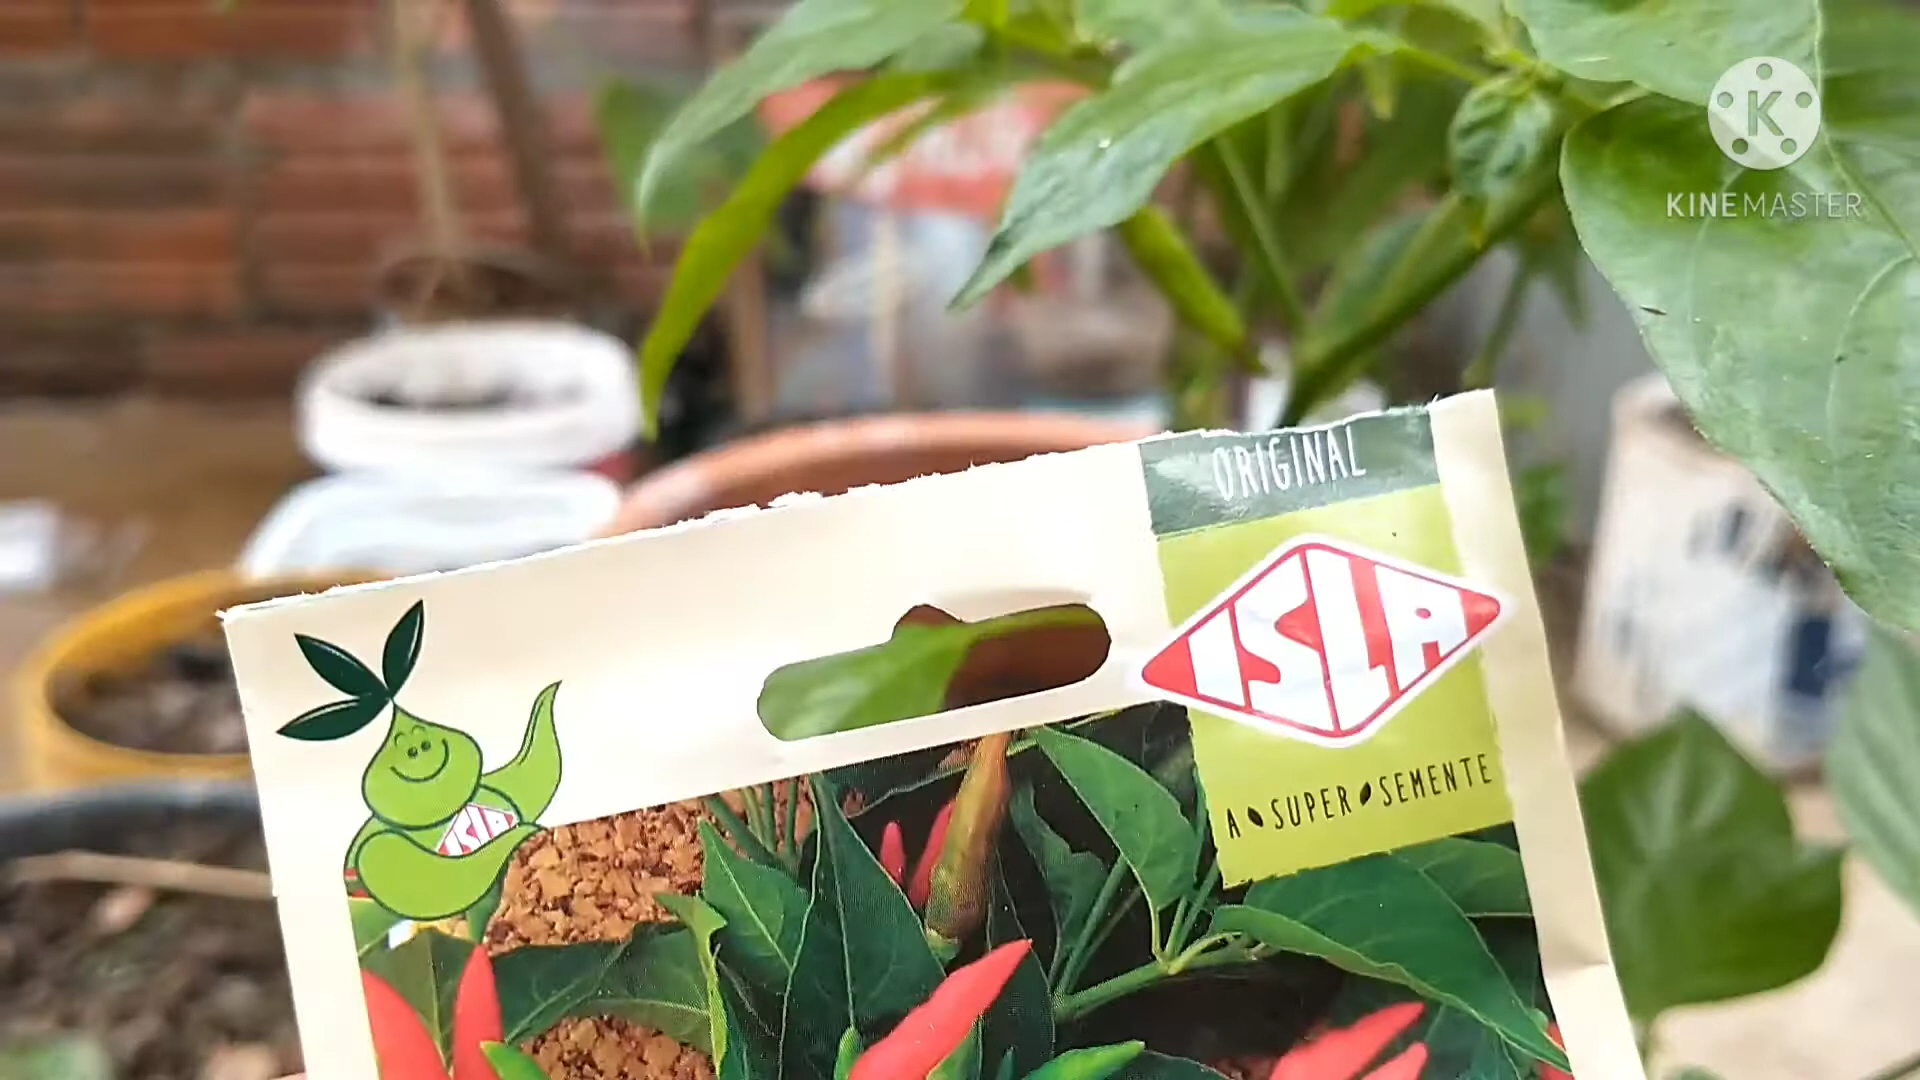 K
KINEMASTER
ORIGINAL
ISLA
A SUPER SEMENTE
ISLA